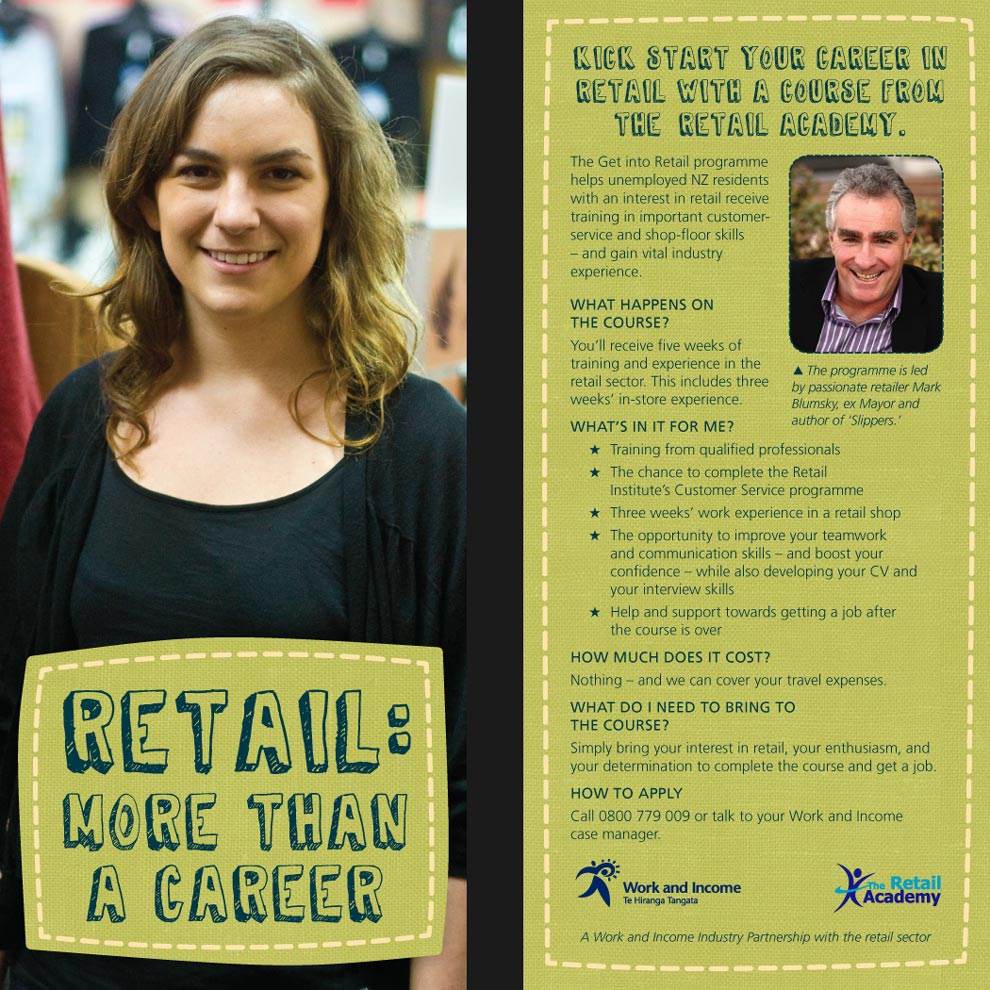 RETAIL:
MORE THAN
A CAREER
KICK START YOUR CAREER IN
RETAIL WITH A COURSE FROM
THE RETAIL ACADEMY.
The Get into Retail programme
helps unemployed NZ residents
with an interest in retail receive
training in important customer-
service and shop-floor skills
– and gain vital industry
experience.
WHAT HAPPENS ON
THE COURSE?
You'll receive five weeks of
training and experience in the
retail sector. This includes three
weeks' in-store experience.
▲ The programme is led
by passionate retailer Mark
Blumsky, ex Mayor and
author of 'Slippers.'
WHAT'S IN IT FOR ME?
★ Training from qualified professionals
★ The chance to complete the Retail
Institute's Customer Service programme
★ Three weeks' work experience in a retail shop
★ The opportunity to improve your teamwork
and communication skills – and boost your
confidence – while also developing your CV and
your interview skills
★ Help and support towards getting a job after
the course is over
HOW MUCH DOES IT COST?
Nothing – and we can cover your travel expenses.
WHAT DO I NEED TO BRING TO
THE COURSE?
Simply bring your interest in retail, your enthusiasm, and
your determination to complete the course and get a job.
HOW TO APPLY
Call 0800 779 009 or talk to your Work and Income
case manager.
Work and Income
Te Hiranga Tangata
The Retail
Academy
A Work and Income Industry Partnership with the retail sector